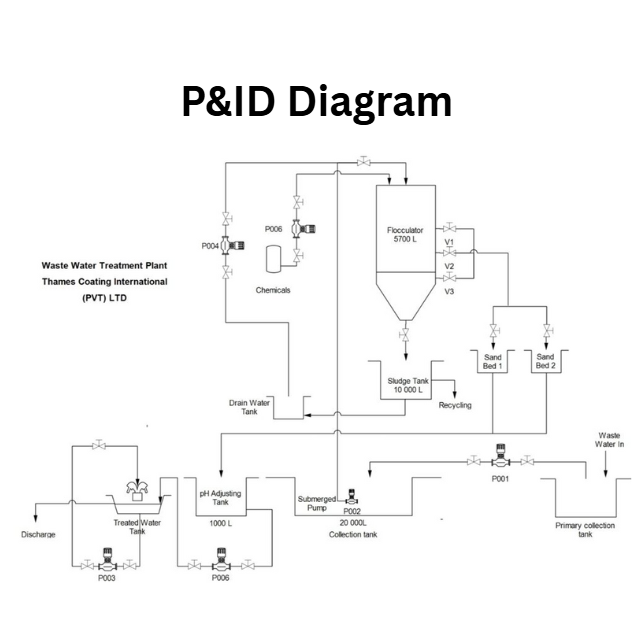 P&ID Diagram
Waste Water Treatment Plant
Thames Coating International
(PVT) LTD
P004
P006
Chemicals
Flocculator
5700 L
V1
V2
V3
Sand
Bed 1
Sand
Bed 2
Sludge Tank
10 000 L
Recycling
Drain Water
Tank
Waste
Water In
P001
pH Adjusting
Tank
1000 L
Submerged
Pump
P002
20 000L
Collection tank
Primary collection
tank
Treated Water
Tank
Discharge
P003
P006